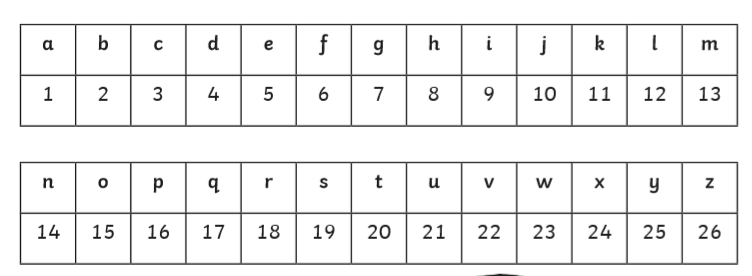 a b c d e f g h i j k l m
1 2 3 4 5 6 7 8 9 10 11 12 13
n o p q r s t u v w x y z
14 15 16 17 18 19 20 21 22 23 24 25 26